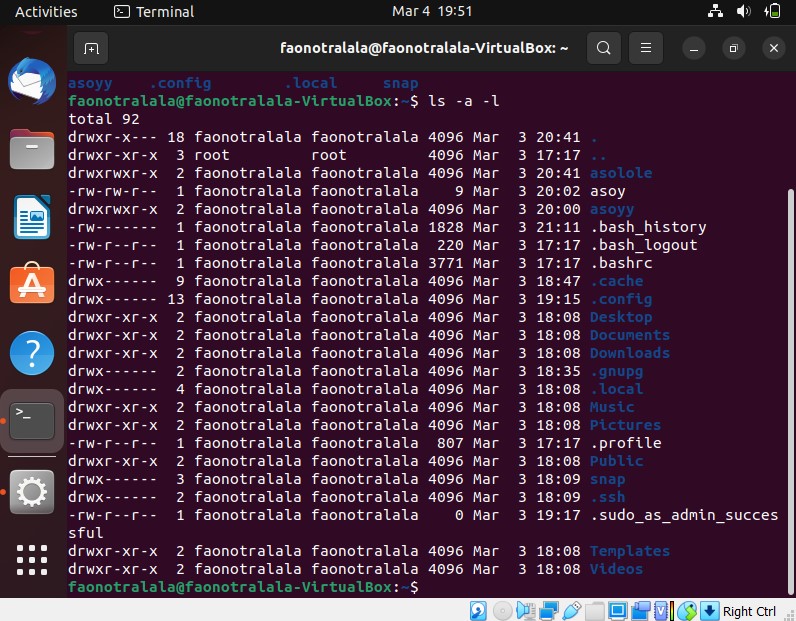 Activities Terminal Mar 4 19:51
faonotralala@faonotralala-VirtualBox: ~
asoyy .config .local snap
faonotralala@faonotralala-VirtualBox:~$ ls -a -l
total 92
drwxr-x--- 18 faonotralala faonotralala 4096 Mar 3 20:41 .
drwxr-xr-x 3 root root 4096 Mar 3 17:17 ..
drwxrwxr-x 2 faonotralala faonotralala 4096 Mar 3 20:41 asolole
-rw-rw-r-- 1 faonotralala faonotralala 9 Mar 3 20:02 asoy
drwxrwxr-x 2 faonotralala faonotralala 4096 Mar 3 20:00 asoyy
-rw------- 1 faonotralala faonotralala 1828 Mar 3 21:11 .bash_history
-rw-r--r-- 1 faonotralala faonotralala 220 Mar 3 17:17 .bash_logout
-rw-r--r-- 1 faonotralala faonotralala 3771 Mar 3 17:17 .bashrc
drwx------ 9 faonotralala faonotralala 4096 Mar 3 18:47 .cache
drwx------ 13 faonotralala faonotralala 4096 Mar 3 19:15 .config
drwxr-xr-x 2 faonotralala faonotralala 4096 Mar 3 18:08 Desktop
drwxr-xr-x 2 faonotralala faonotralala 4096 Mar 3 18:08 Documents
drwxr-xr-x 2 faonotralala faonotralala 4096 Mar 3 18:08 Downloads
drwx------ 2 faonotralala faonotralala 4096 Mar 3 18:35 .gnupg
drwx------ 4 faonotralala faonotralala 4096 Mar 3 18:08 .local
drwxr-xr-x 2 faonotralala faonotralala 4096 Mar 3 18:08 Music
drwxr-xr-x 2 faonotralala faonotralala 4096 Mar 3 18:08 Pictures
-rw-r--r-- 1 faonotralala faonotralala 807 Mar 3 17:17 .profile
drwxr-xr-x 2 faonotralala faonotralala 4096 Mar 3 18:08 Public
drwx------ 3 faonotralala faonotralala 4096 Mar 3 18:09 snap
drwx------ 2 faonotralala faonotralala 4096 Mar 3 18:09 .ssh
-rw-r--r-- 1 faonotralala faonotralala 0 Mar 3 19:17 .sudo_as_admin_succes
sful
drwxr-xr-x 2 faonotralala faonotralala 4096 Mar 3 18:08 Templates
drwxr-xr-x 2 faonotralala faonotralala 4096 Mar 3 18:08 Videos
faonotralala@faonotralala-VirtualBox:~$
Right Ctrl